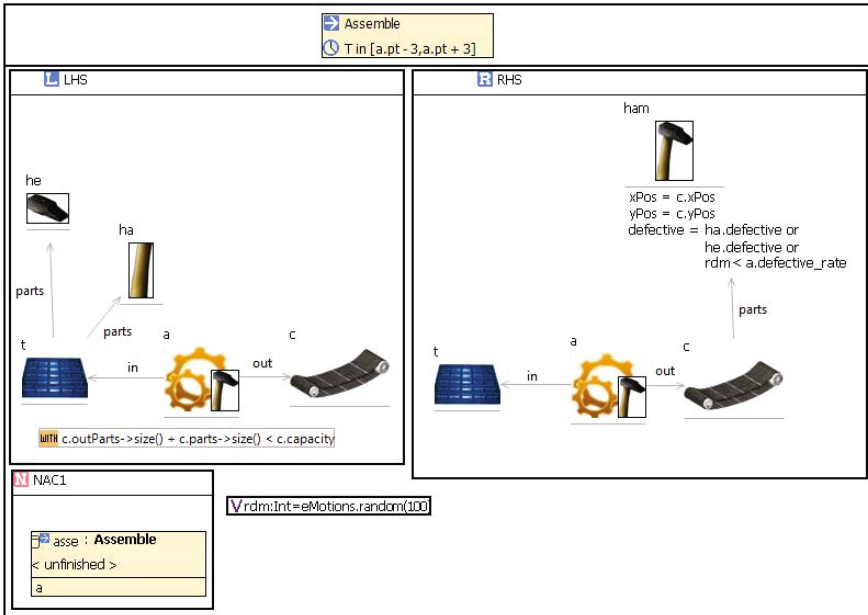 Assemble
T in [a.pt - 3,a.pt + 3]
L LHS
he
ha
parts
parts
t
a
c
in
out
WITH c.outParts->size() + c.parts->size() < c.capacity
R RHS
ham
xPos = c.xPos
yPos = c.yPos
defective = ha.defective or
he.defective or
rdm < a.defective_rate
parts
t
a
c
in
out
N NAC1
asse : Assemble
< unfinished >
a
V rdm:Int=eMotions.random(100